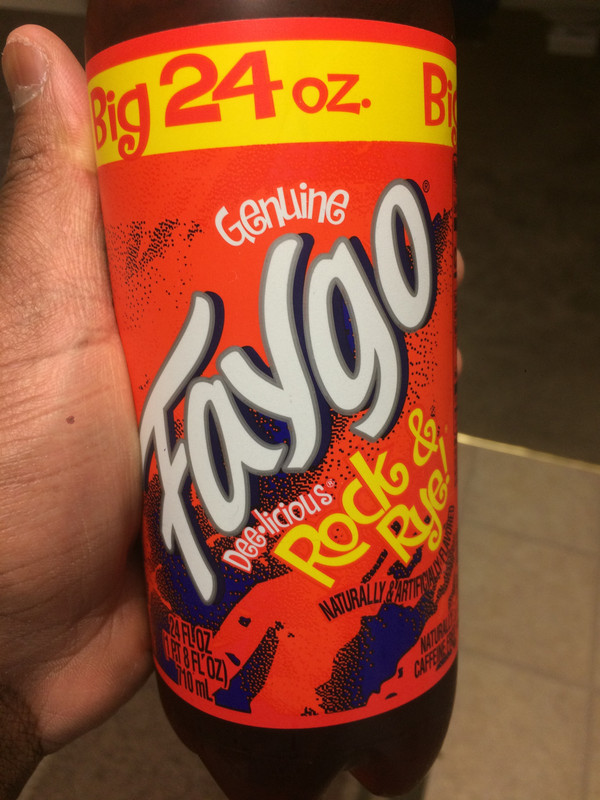 Big 24 oz. Big
Genuine
Faygo®
Dee·licious®
Rock &
Rye!
NATURALLY & ARTIFICIALLY FLAVORED
24 FL OZ
(1 PT 8 FL OZ)
710 mL